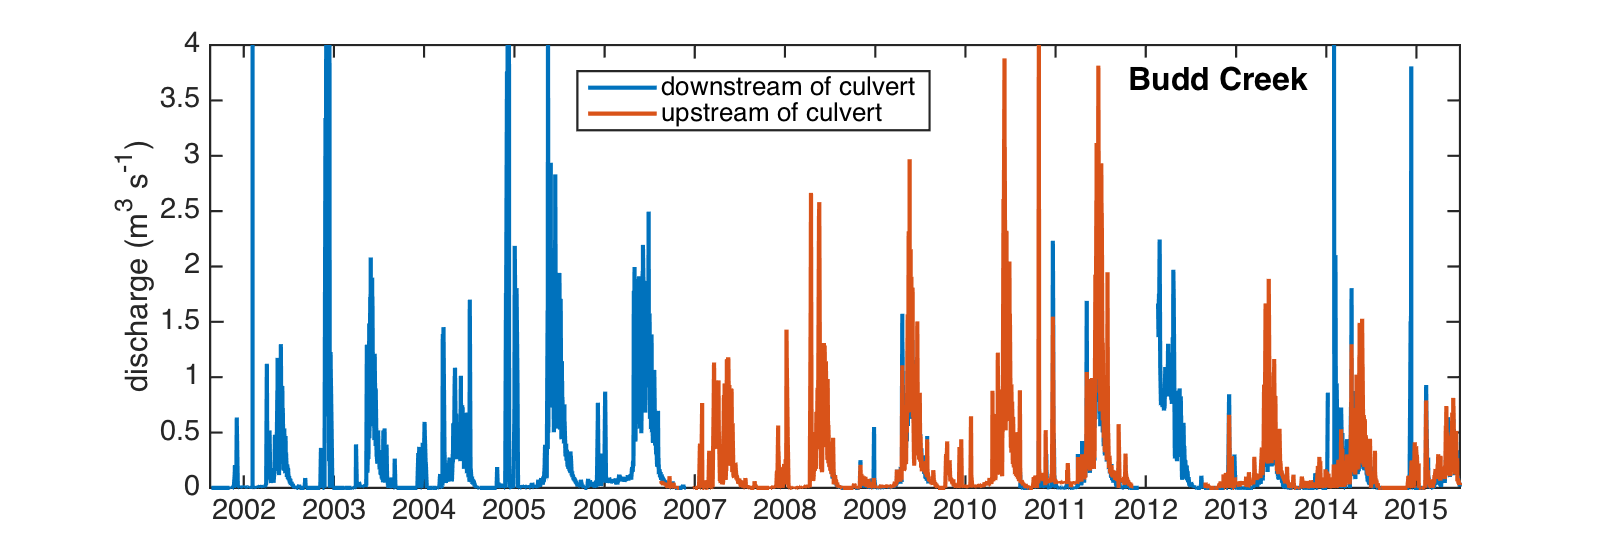 4
3.5
3
2.5
2
1.5
1
0.5
0
discharge (m³ s⁻¹)
downstream of culvert
upstream of culvert
Budd Creek
2002 2003 2004 2005 2006 2007 2008 2009 2010 2011 2012 2013 2014 2015